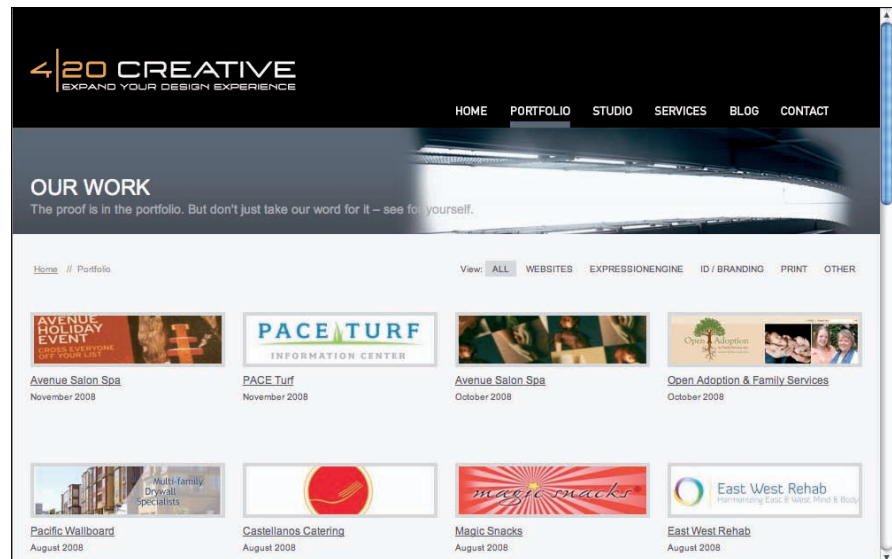 4|20 CREATIVE
EXPAND YOUR DESIGN EXPERIENCE
HOME PORTFOLIO STUDIO SERVICES BLOG CONTACT
OUR WORK
The proof is in the portfolio. But don't just take our word for it – see for yourself.
Home // Portfolio
View: ALL WEBSITES EXPRESSIONENGINE ID / BRANDING PRINT OTHER
AVENUE
HOLIDAY
EVENT
CROSS EVERYONE
OFF YOUR LIST
PACE TURF
INFORMATION CENTER
Open Adoption
Avenue Salon Spa
November 2008
PACE Turf
November 2008
Avenue Salon Spa
October 2008
Open Adoption & Family Services
October 2008
Multi-family
Drywall
Specialists
magic snacks
East West Rehab
Harmonizing East & West Mind & Body
Pacific Wallboard
August 2008
Castellanos Catering
August 2008
Magic Snacks
August 2008
East West Rehab
August 2008